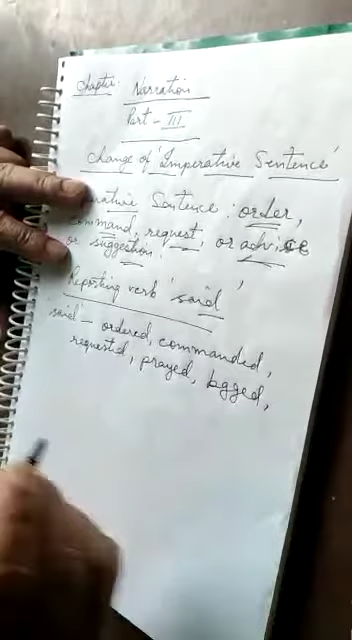 Chapter: Narration
Part - III
Change of 'Imperative Sentence'
Sentence: order,
command, request, or advice
or suggestion.
Reporting verb 'said'
'said' - ordered, commanded,
requested, prayed, bgged,